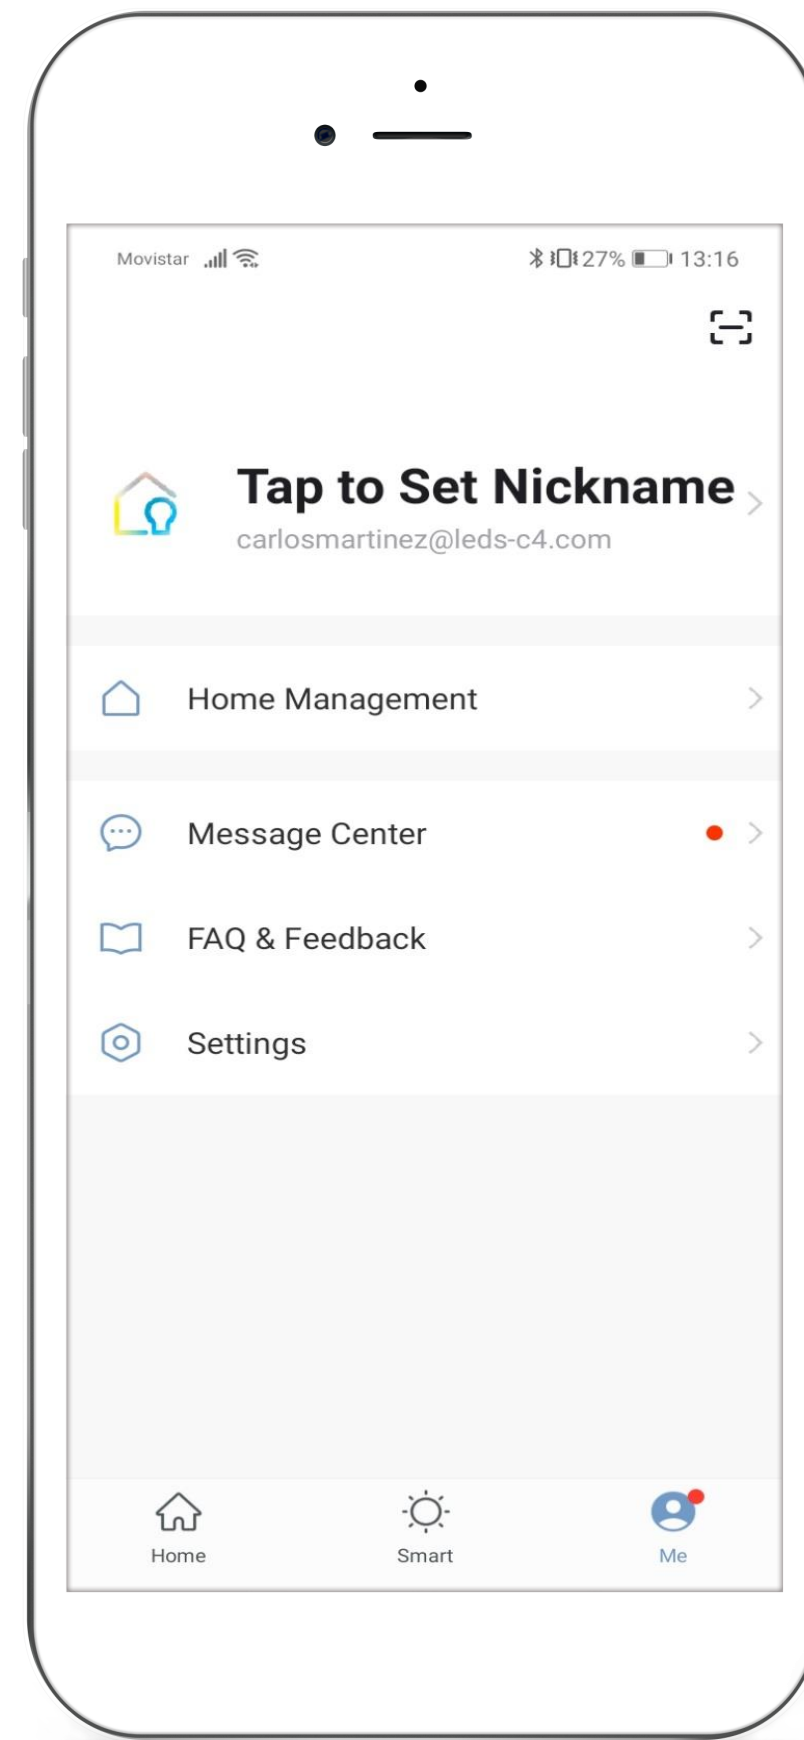 Movistar 27% 13:16
Tap to Set Nickname
carlosmartinez@leds-c4.com
Home Management
Message Center
FAQ & Feedback
Settings
Home Smart Me